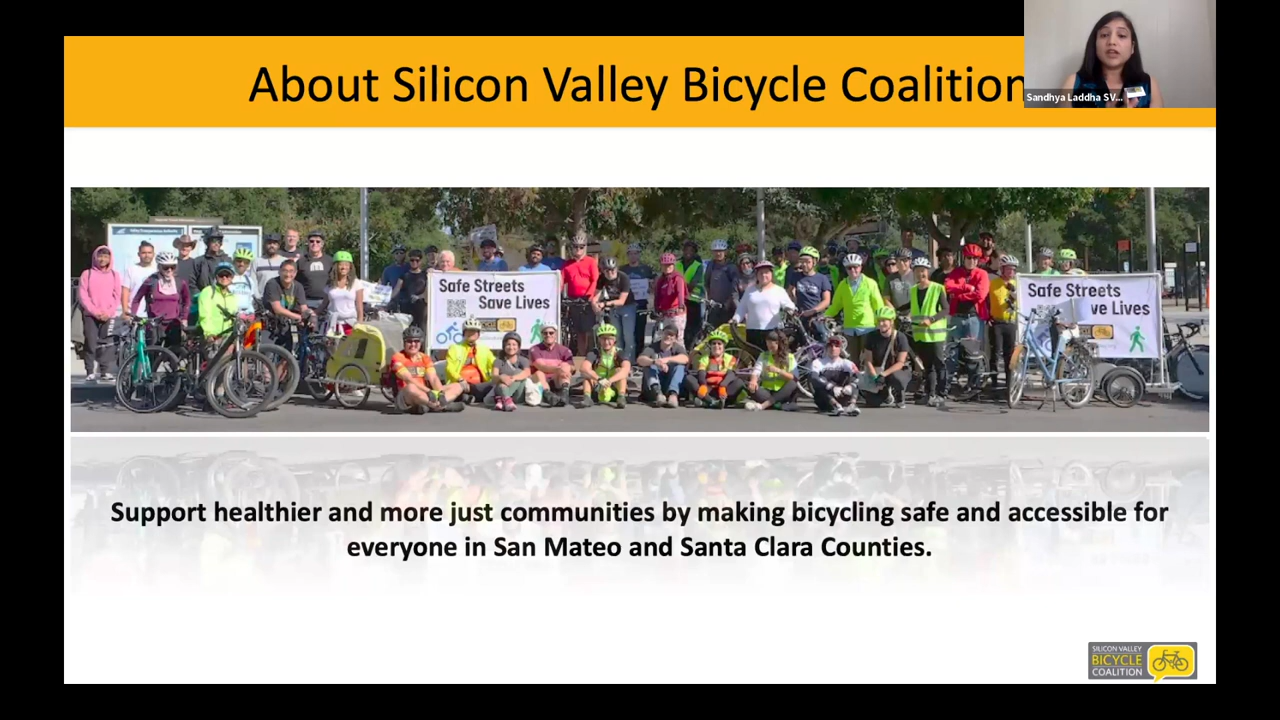 About Silicon Valley Bicycle Coalition
Sandhya Laddha SV...
Safe Streets
Save Lives
Safe Streets
ve Lives
Support healthier and more just communities by making bicycling safe and accessible for
everyone in San Mateo and Santa Clara Counties.
SILICON VALLEY
BICYCLE
COALITION